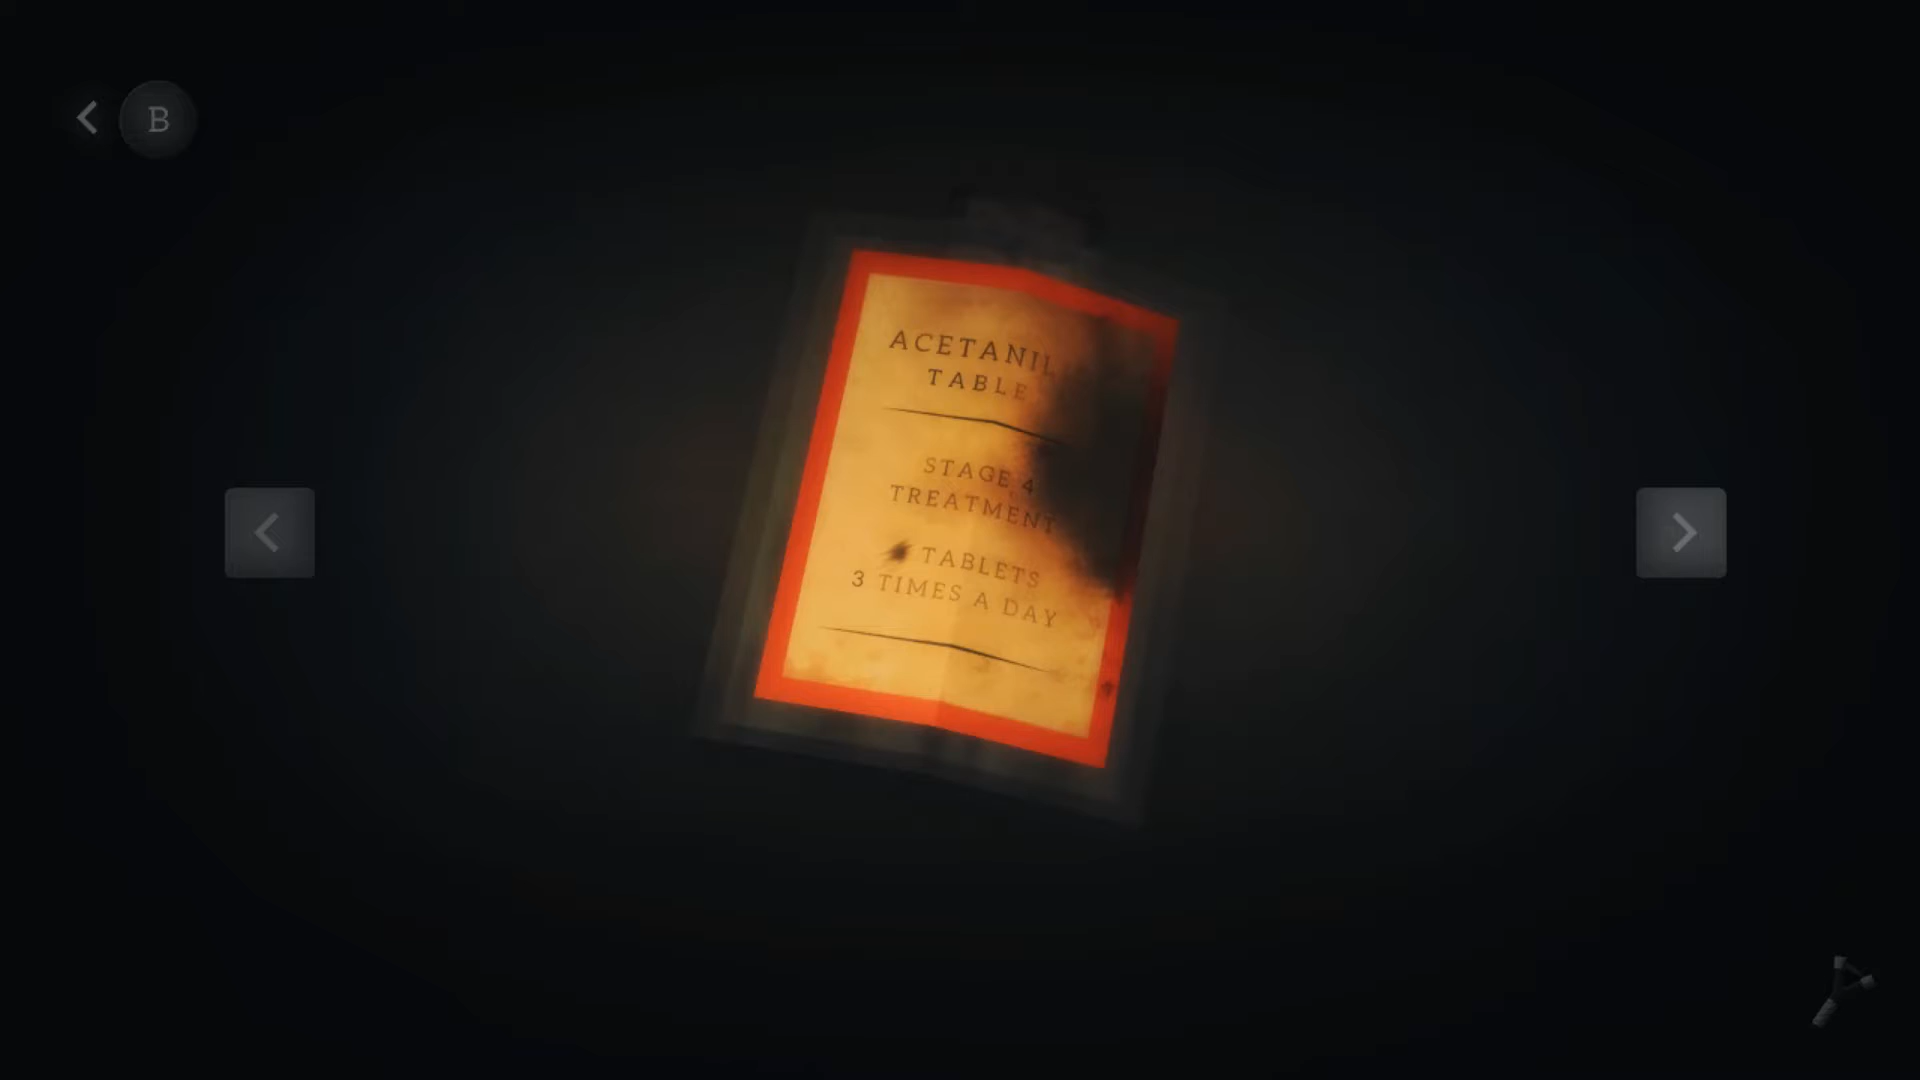 B
ACETANIL
TABLE
STAGE 4
TREATMENT
TABLETS
3 TIMES A DAY